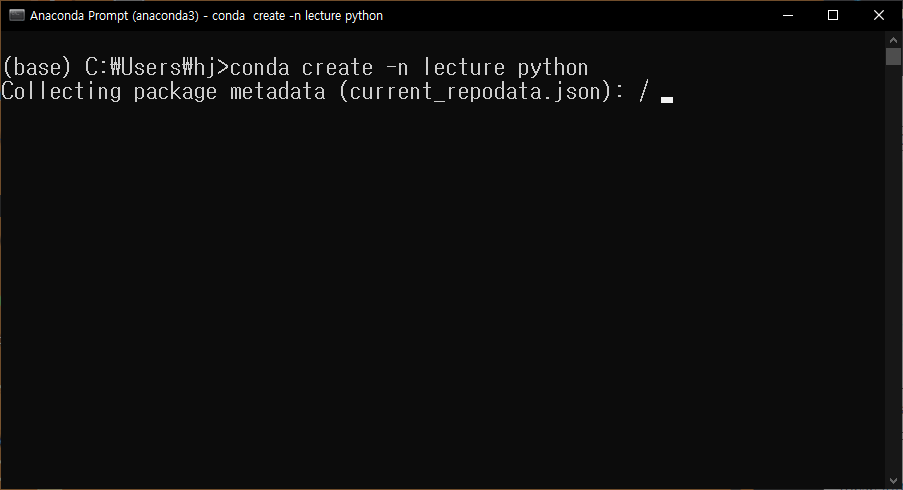 Anaconda Prompt (anaconda3) - conda  create -n lecture python
(base) C:₩Users₩hj>conda create -n lecture python
Collecting package metadata (current_repodata.json): /